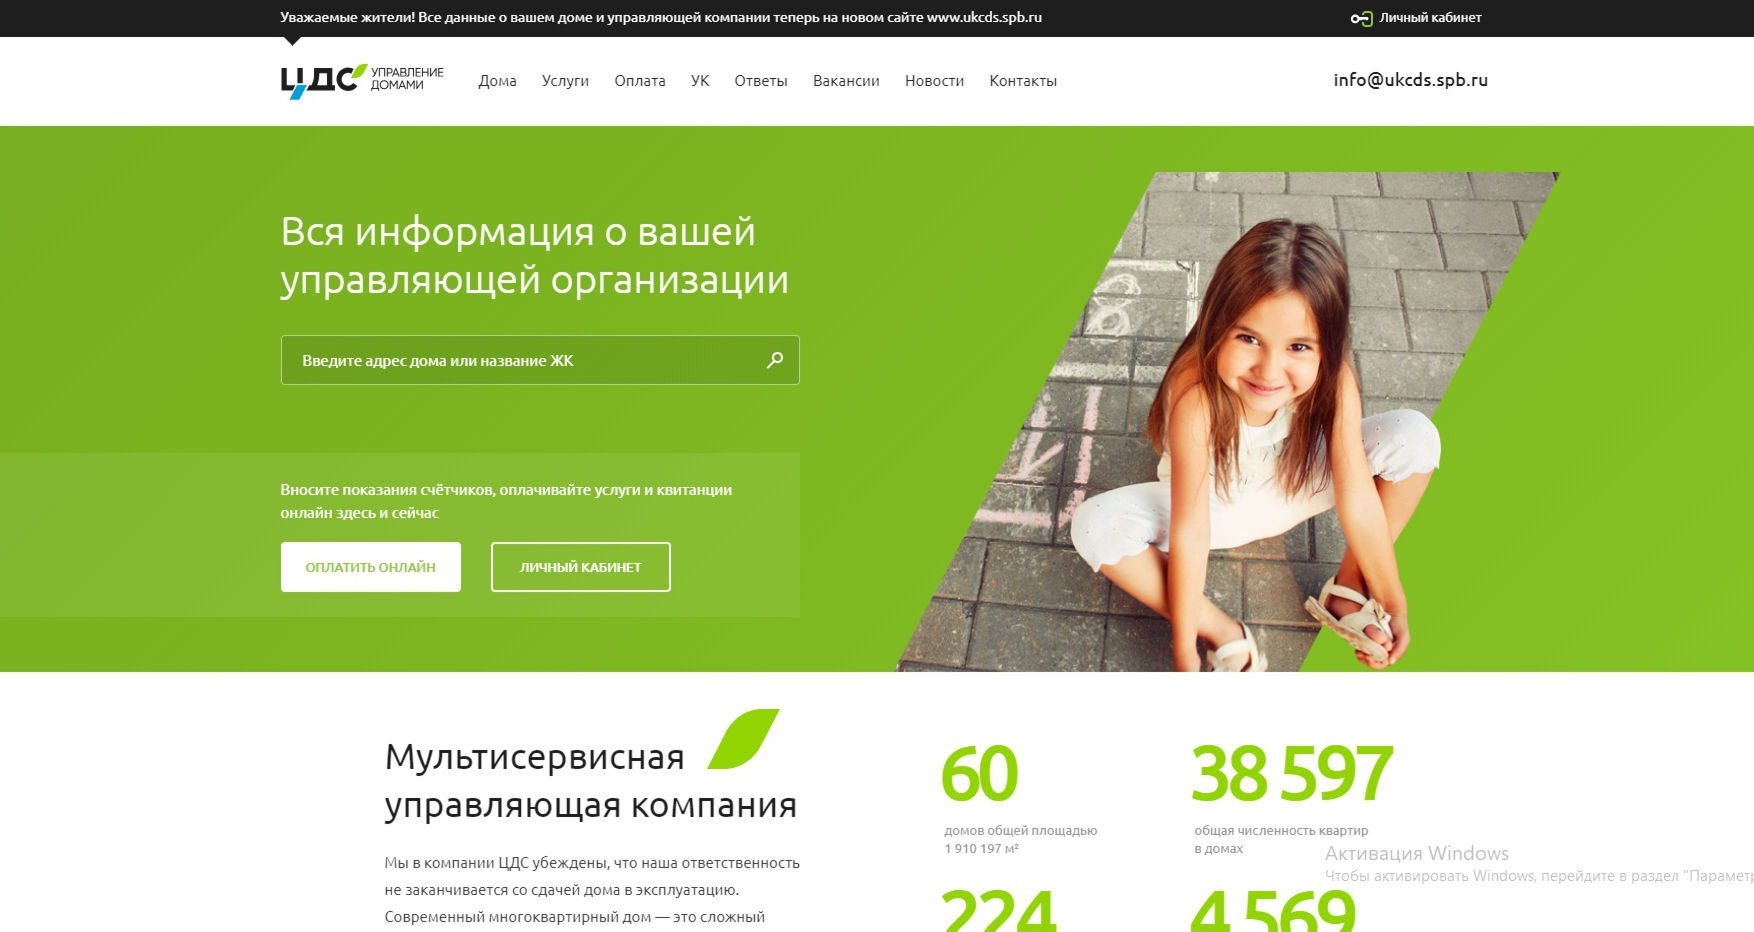 Уважаемые жители! Все данные о вашем доме и управляющей компании теперь на новом сайте www.ukcds.spb.ru
Личный кабинет
ЦДС УПРАВЛЕНИЕ
ДОМАМИ
Дома Услуги Оплата УК Ответы Вакансии Новости Контакты
info@ukcds.spb.ru
Вся информация о вашей
управляющей организации
Введите адрес дома или название ЖК
Вносите показания счётчиков, оплачивайте услуги и квитанции
онлайн здесь и сейчас
ОПЛАТИТЬ ОНЛАЙН
ЛИЧНЫЙ КАБИНЕТ
Мультисервисная
управляющая компания
Мы в компании ЦДС убеждены, что наша ответственность
не заканчивается со сдачей дома в эксплуатацию.
Современный многоквартирный дом — это сложный
60
домов общей площадью
1 910 197 м²
38 597
общая численность квартир
в домах
224
4 569
Активация Windows
Чтобы активировать Windows, перейдите в раздел "Параметр